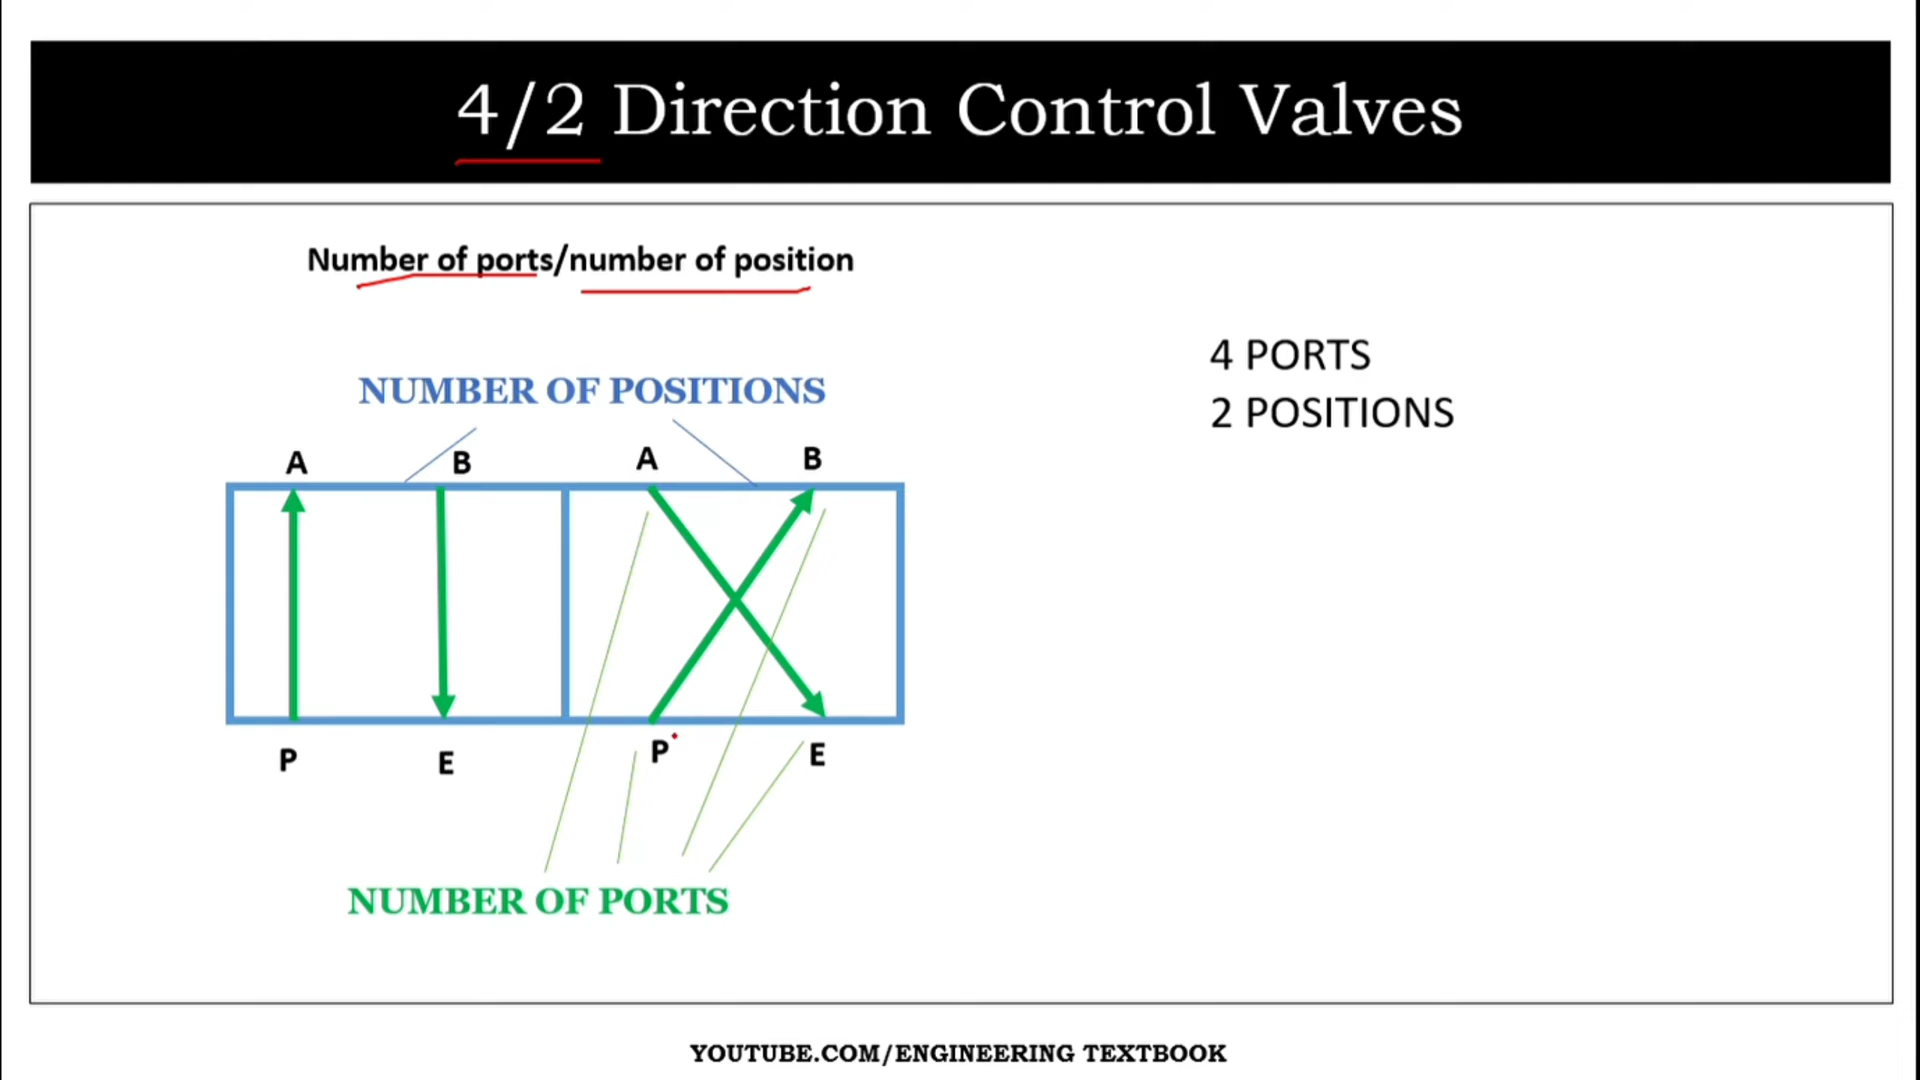 4/2 Direction Control Valves
Number of ports/number of position
4 PORTS
2 POSITIONS
NUMBER OF POSITIONS
A B A B
P E P E
NUMBER OF PORTS
YOUTUBE.COM/ENGINEERING TEXTBOOK